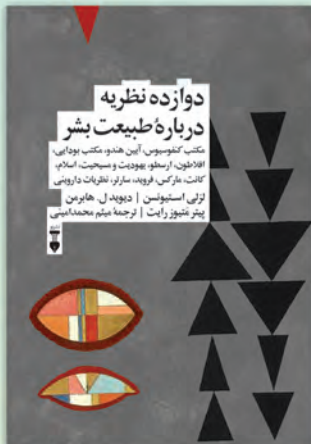 دوازده نظریه
دربارهٔ طبیعت بشر
مکتب کنفوسیوس، آیین هندو، مکتب بودایی،
افلاطون، ارسطو، یهودیت و مسیحیت، اسلام،
کانت، مارکس، فروید، سارتر، نظریات داروینی
لزلی استیونسن | دیوید ل. هابرمن
پیتر مَتیوز رایت | ترجمهٔ میثم محمدامینی